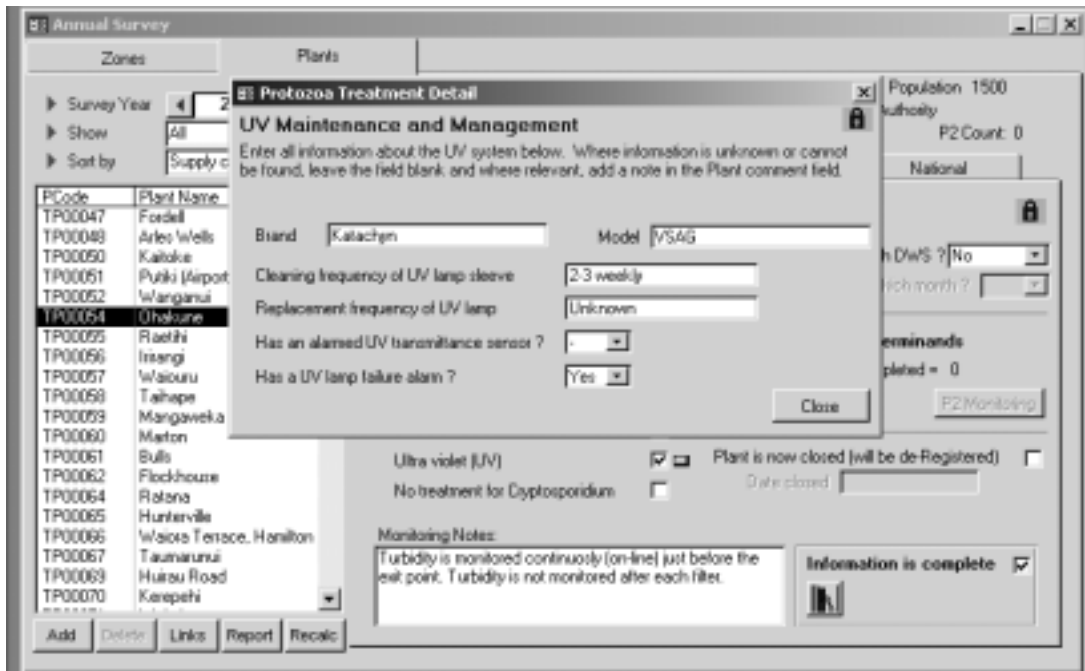 Annual Survey
Zones
Plants
Survey Year
Show
All
Sort by
Supply c
PCode Plant Name
TP00047 Fordell
TP00048 Aries Wells
TP00050 Kaitoke
TP00051 Putiki (Airport
TP00052 Wanganui
TP00054 Ohakune
TP00055 Raetihi
TP00056 Irirangi
TP00057 Waiouru
TP00058 Taihape
TP00059 Mangaweka
TP00060 Marton
TP00061 Bulls
TP00062 Flockhouse
TP00064 Ratana
TP00065 Hunterville
TP00066 Waiora Terrace, Hamilton
TP00067 Taumarunui
TP00069 Huirau Road
TP00070 Kerepehi
Add Delete Links Report Recalc
Protozoa Treatment Detail
UV Maintenance and Management
Enter all information about the UV system below. Where information is unknown or cannot
be found, leave the field blank and where relevant, add a note in the Plant comment field.
Brand Katachyn Model VSAG
Cleaning frequency of UV lamp sleeve 2-3 weekly
Replacement frequency of UV lamp Unknown
Has an alarmed UV transmittance sensor ? -
Has a UV lamp failure alarm ? Yes
Close
Population 1500
uthority
P2 Count: 0
National
h DWS ? No
hich month ?
erminands
pleted = 0
P2 Monitoring
Ultra violet (UV)
No treatment for Cryptosporidium
Plant is now closed (will be de-Registered)
Date closed
Monitoring Notes:
Turbidity is monitored continuosly (on-line) just before the
exit point. Turbidity is not monitored after each filter.
Information is complete